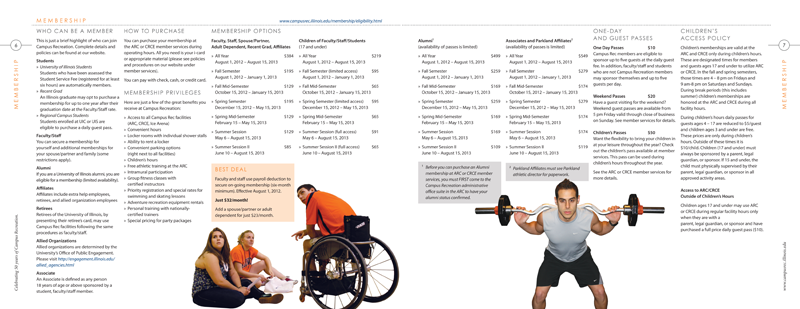 MEMBERSHIP
www.campusrec.illinois.edu/membership/eligibility.html
6
MEMBERSHIP
Celebrating 50 years of Campus Recreation
WHO CAN BE A MEMBER
This is just a brief highlight of who can join
Campus Recreation. Complete details and
policies can be found at our website.
Students
» University of Illinois Students
Students who have been assessed the
Student Service Fee (registered for at least
six hours) are automatically members.
» Recent Grad
An Illinois graduate may opt to purchase a
membership for up to one year after their
graduation date at the Faculty/Staff rate.
» Regional Campus Students
Students enrolled at UIC or UIS are
eligible to purchase a daily guest pass.
Faculty/Staff
You can secure a membership for
yourself and additional memberships for
your spouse/partner and family (some
restrictions apply).
Alumni
If you are a University of Illinois alumni, you are
eligible for a membership (limited availability).
Affiliates
Affiliates include extra help employees,
retirees, and allied organization employees
Retirees
Retirees of the University of Illinois, by
presenting their retiree's card, may use
Campus Rec facilities following the same
procedures as faculty/staff.
Allied Organizations
Allied organizations are determined by the
University's Office of Public Engagement.
Please visit http://engagement.illinois.edu/
allied_agencies.html
Associate
An Associate is defined as any person
18 years of age or above sponsored by a
student, faculty/staff member.
HOW TO PURCHASE
You can purchase your membership at
the ARC or CRCE member services during
operating hours. All you need is your I-card
or appropriate material (please see policies
and procedures on our website under
member services).
You can pay with check, cash, or credit card.
MEMBERSHIP PRIVILEGES
Here are just a few of the great benefits you
receive at Campus Recreation:
» Access to all Campus Rec facilities
(ARC, CRCE, Ice Arena)
» Convenient hours
» Locker rooms with individual shower stalls
» Ability to rent a locker
» Convenient parking options
(right next to all facilities)
» Children's hours
» Free athletic training at the ARC
» Intramural participation
» Group fitness classes with
certified instructors
» Priority registration and special rates for
swimming and skating lessons
» Adventure recreation equipment rentals
» Personal training with nationally-
certified trainers
» Special pricing for party packages
MEMBERSHIP OPTIONS
Faculty, Staff, Spouse/Partner,
Adult Dependent, Recent Grad, Affiliates
» All Year $384
August 1, 2012 – August 15, 2013
» Fall Semester $195
August 1, 2012 – January 1, 2013
» Fall Mid-Semester $129
October 15, 2012 – January 1, 2013
» Spring Semester $195
December 15, 2012 – May 15, 2013
» Spring Mid-Semester $129
February 15 – May 15, 2013
» Summer Session $129
May 6 – August 15, 2013
» Summer Session II $85
June 10 – August 15, 2013
BEST DEAL
Faculty and staff use payroll deduction to
secure on-going membership (six-month
minimum). Effective August 1, 2012.
Just $32/month!
Add a spouse/partner or adult
dependent for just $23/month.
Children of Faculty/Staff/Students
(17 and under)
» All Year $219
August 1, 2012 – August 15, 2013
» Fall Semester (limited access) $95
August 1, 2012 – January 1, 2013
» Fall Mid-Semester $65
October 15, 2012 – January 1, 2013
» Spring Semester (limited access) $95
December 15, 2012 – May 15, 2013
» Spring Mid-Semester $65
February 15 – May 15, 2013
» Summer Session (full access) $91
May 6 – August 15, 2013
» Summer Session II (full access) $65
June 10 – August 15, 2013
Alumni¹
(availability of passes is limited)
» All Year $499
August 1, 2012 – August 15, 2013
» Fall Semester $259
August 1, 2012 – January 1, 2013
» Fall Mid-Semester $169
October 15, 2012 – January 1, 2013
» Spring Semester $259
December 15, 2012 – May 15, 2013
» Spring Mid-Semester $169
February 15 – May 15, 2013
» Summer Session $169
May 6 – August 15, 2013
» Summer Session II $109
June 10 – August 15, 2013
¹ Before you can purchase an Alumni
membership at ARC or CRCE member
services, you must FIRST come to the
Campus Recreation administrative
office suite in the ARC to have your
alumni status confirmed.
Associates and Parkland Affiliates²
(availability of passes is limited)
» All Year $549
August 1, 2012 – August 15, 2013
» Fall Semester $279
August 1, 2012 – January 1, 2013
» Fall Mid-Semester $174
October 15, 2012 – January 1, 2013
» Spring Semester $279
December 15, 2012 – May 15, 2013
» Spring Mid-Semester $174
February 15 – May 15, 2013
» Summer Session $174
May 6 – August 15, 2013
» Summer Session II $114
June 10 – August 15, 2013
² Parkland Affiliates must see Parkland
athletic director for paperwork.
ONE-DAY
AND GUEST PASSES
One Day Passes $10
Campus Rec members are eligible to
sponsor up to five guests at the daily guest
fee. In addition, faculty/staff and students
who are not Campus Recreation members
may sponsor themselves and up to five
guests per day.
Weekend Passes $20
Have a guest visiting for the weekend?
Weekend guest passes are available from
5 pm Friday valid through close of business
on Sunday. See member services for details.
Children's Passes $50
Want the flexibility to bring your children in
at your leisure throughout the year? Check
out the children's pass available at member
services. This pass can be used during
children's hours throughout the year.
See the ARC or CRCE member services for
more details.
CHILDREN'S
ACCESS POLICY
Children's memberships are valid at the
ARC and CRCE only during children's hours.
These are designated times for members
and guests ages 17 and under to utilize ARC
or CRCE. In the fall and spring semesters,
those times are 4 – 8 pm on Fridays and
8 am-8 pm on Saturdays and Sundays.
During break periods (this includes
summer) children's memberships are
honored at the ARC and CRCE during all
facility hours.
During children's hours daily passes for
guests ages 4 – 17 are reduced to $5/guest
and children ages 3 and under are free.
These prices are only during children's
hours. Outside of these times it is
$10/child. Children (17 and under) must
always be sponsored by a parent, legal
guardian, or sponsor. If 15 and under, the
child must physically supervised by their
parent, legal guardian, or sponsor in all
approved activity areas.
Access to ARC/CRCE
Outside of Children's Hours
Children ages 17 and under may use ARC
or CRCE during regular facility hours only
when they are with a
parent, legal guardian, or sponsor and have
purchased a full price daily guest pass ($10).
7
MEMBERSHIP
www.campusrec.illinois.edu